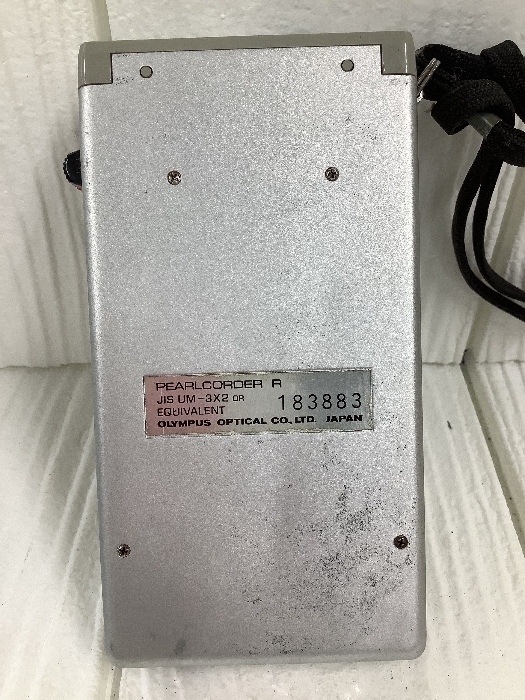 PEARLCORDER R
JIS UM-3X2 OR
EQUIVALENT 183883
OLYMPUS OPTICAL CO., LTD. JAPAN